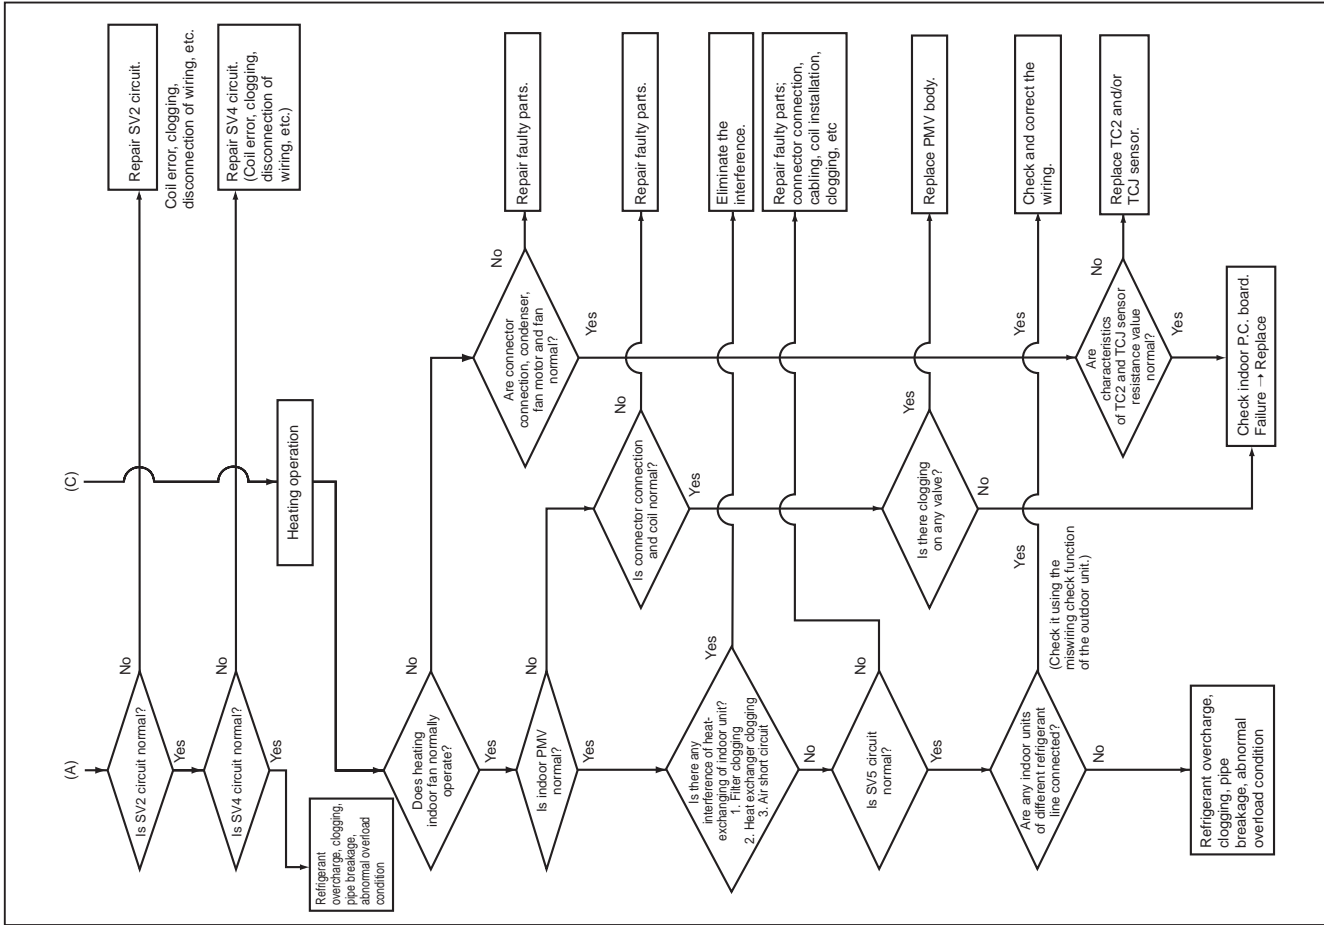 (A)
Is SV2 circuit normal?
No
Repair SV2 circuit.
Coil error, clogging,
disconnection of wiring, etc.
Yes
Is SV4 circuit normal?
No
Repair SV4 circuit.
(Coil error, clogging,
disconnection of
wiring, etc.)
Yes
Refrigerant
overcharge, clogging,
pipe breakage,
abnormal overload
condition
(C)
Heating operation
Does heating
indoor fan normally
operate?
No
Are connector
connection, condenser,
fan motor and fan
normal?
No
Repair faulty parts.
Yes
Yes
Is indoor PMV
normal?
No
Is connector connection
and coil normal?
No
Repair faulty parts.
Yes
Yes
Is there any
interference of heat-
exchanging of indoor unit?
1. Filter clogging
2. Heat exchanger clogging
3. Air short circuit
Yes
Eliminate the
interference.
No
Is SV5 circuit
normal?
No
Repair faulty parts;
connector connection,
cabling, coil installation,
clogging, etc
Yes
Is there clogging
on any valve?
Yes
Replace PMV body.
No
Are any indoor units
of different refrigerant
line connected?
Yes
(Check it using the
miswiring check function
of the outdoor unit.)
Yes
Check and correct the
wiring.
No
Are
characteristics
of TC2 and TCJ sensor
resistance value
normal?
No
Replace TC2 and/or
TCJ sensor.
Yes
Check indoor P.C. board.
Failure → Replace
Refrigerant overcharge,
clogging, pipe
breakage, abnormal
overload condition